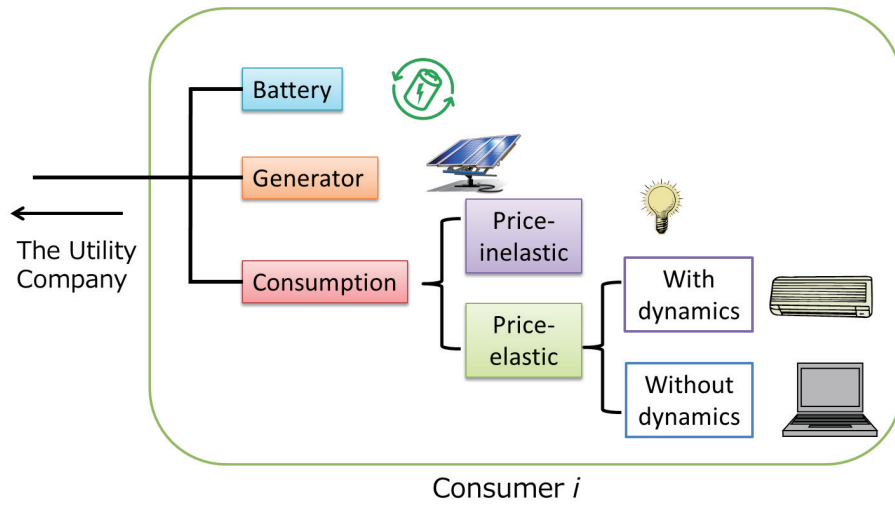 Battery
Generator
The Utility
Company
Consumption
Price-
inelastic
Price-
elastic
With
dynamics
Without
dynamics
Consumer i